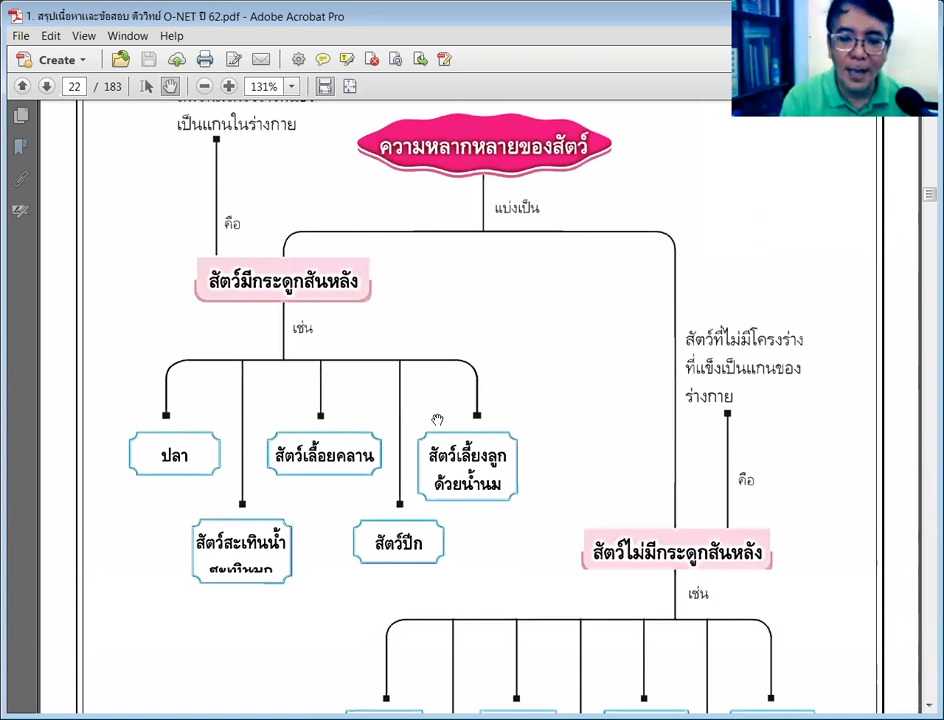 1. สรุปเนื้อหาและข้อสอบ ติววิทย์ O-NET ปี 62.pdf - Adobe Acrobat Pro
File Edit View Window Help
Create
22 / 183 131%
เป็นแกนในร่างกาย
ความหลากหลายของสัตว์
แบ่งเป็น
คือ
สัตว์มีกระดูกสันหลัง
เช่น
สัตว์ที่ไม่มีโครงร่าง
ที่แข็งเป็นแกนของ
ร่างกาย
ปลา
สัตว์เลื้อยคลาน
สัตว์เลี้ยงลูก
ด้วยน้ำนม
คือ
สัตว์สะเทินน้ำ
สะเทินบก
สัตว์ปีก
สัตว์ไม่มีกระดูกสันหลัง
เช่น